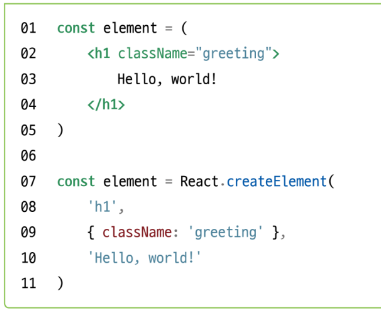 01 const element = (
02     <h1 className="greeting">
03         Hello, world!
04     </h1>
05 )
06
07 const element = React.createElement(
08     'h1',
09     { className: 'greeting' },
10     'Hello, world!'
11 )